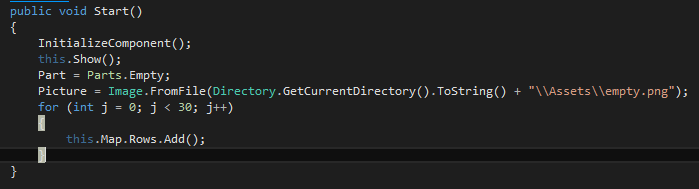 public void Start()
{
    InitializeComponent();
    this.Show();
    Part = Parts.Empty;
    Picture = Image.FromFile(Directory.GetCurrentDirectory().ToString() + "\\Assets\\empty.png");
    for (int j = 0; j < 30; j++)
    {
        this.Map.Rows.Add();
    }
}